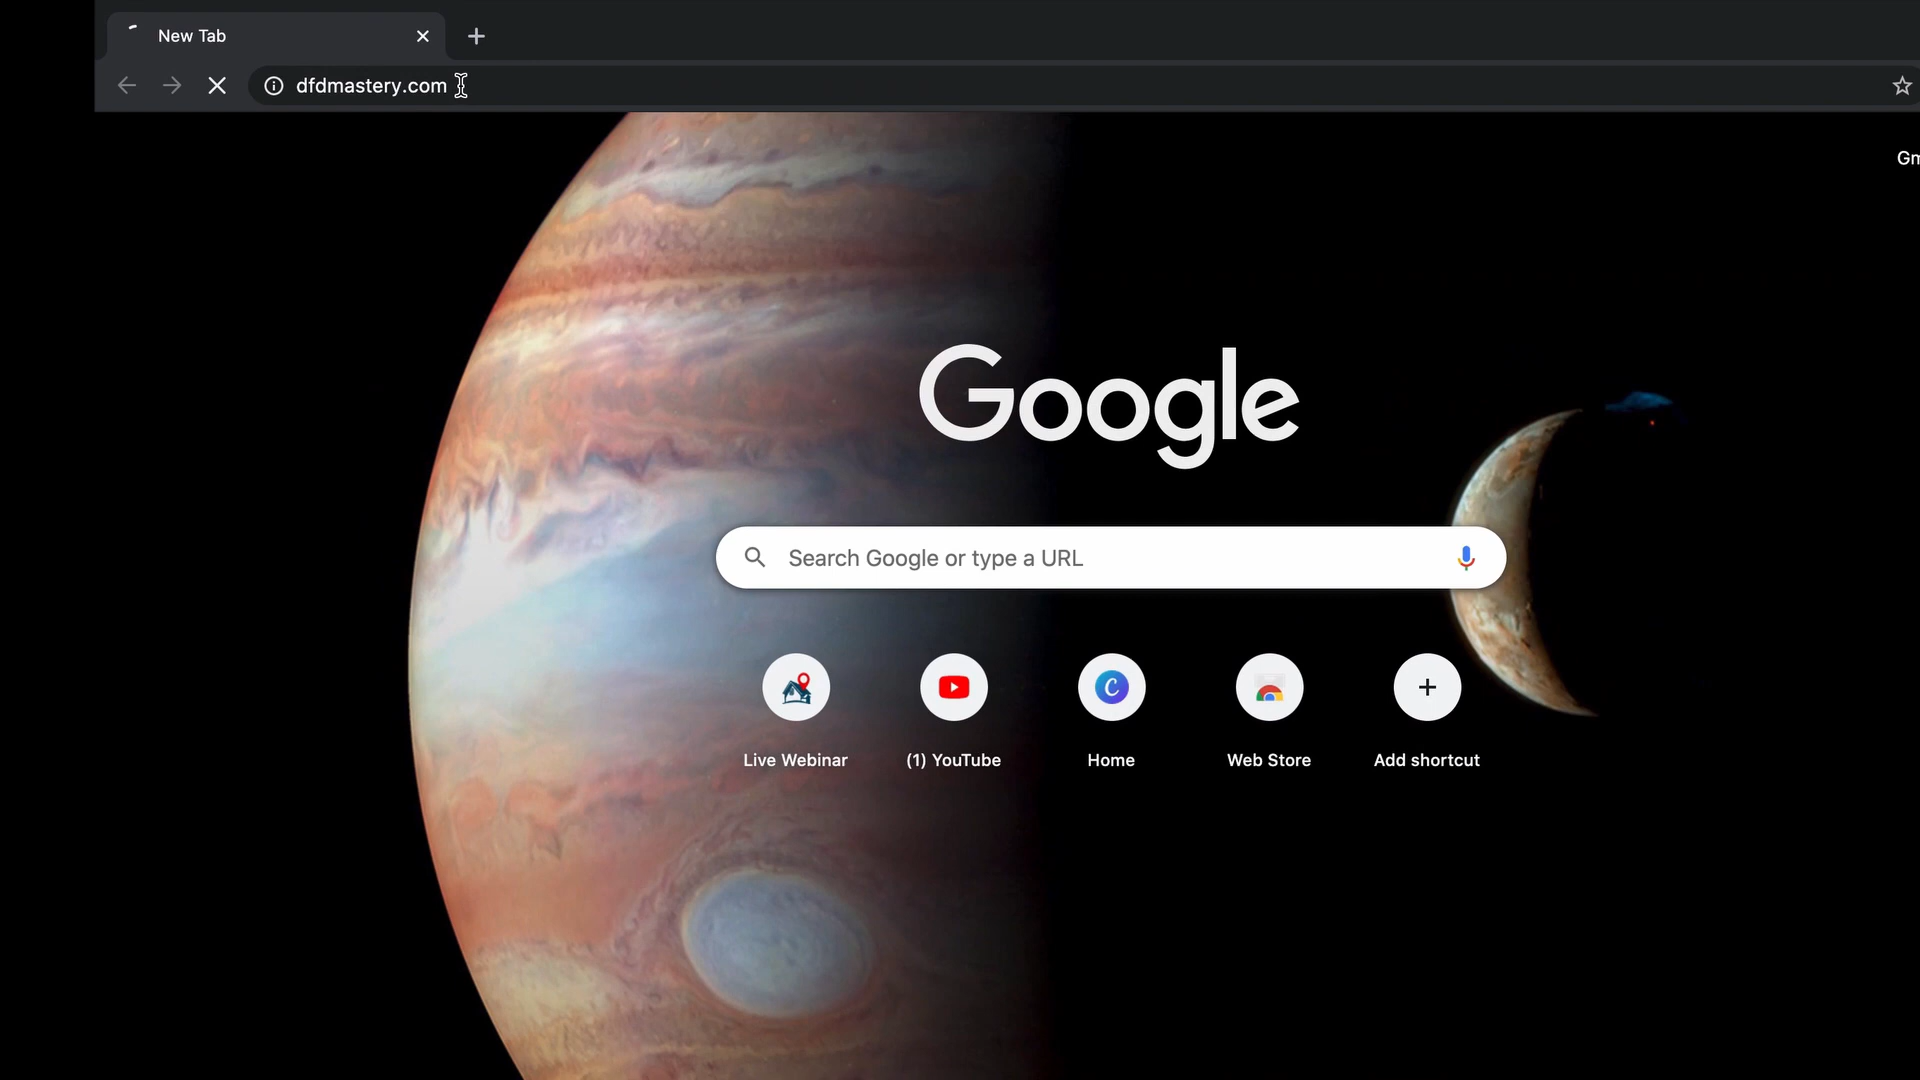 New Tab
dfdmastery.com
Gm
Google
Search Google or type a URL
Live Webinar
(1) YouTube
Home
Web Store
Add shortcut